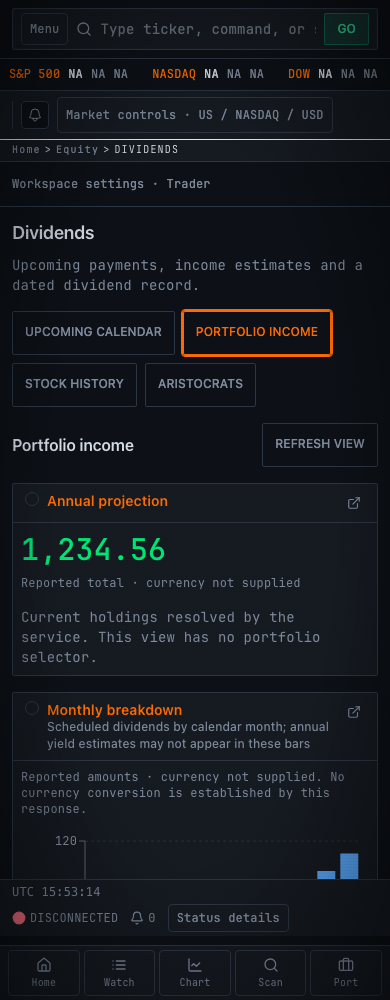 Menu
Type ticker, command, or
GO
S&P 500 NA NA NA NASDAQ NA NA NA DOW NA NA NA
Market controls · US / NASDAQ / USD
Home > Equity > DIVIDENDS
Workspace settings · Trader
Dividends
Upcoming payments, income estimates and a
dated dividend record.
UPCOMING CALENDAR
PORTFOLIO INCOME
STOCK HISTORY
ARISTOCRATS
Portfolio income
REFRESH VIEW
Annual projection
1,234.56
Reported total · currency not supplied
Current holdings resolved by the
service. This view has no portfolio
selector.
Monthly breakdown
Scheduled dividends by calendar month; annual
yield estimates may not appear in these bars
Reported amounts · currency not supplied. No
currency conversion is established by this
response.
120
UTC 15:53:14
DISCONNECTED
0
Status details
Home
Watch
Chart
Scan
Port